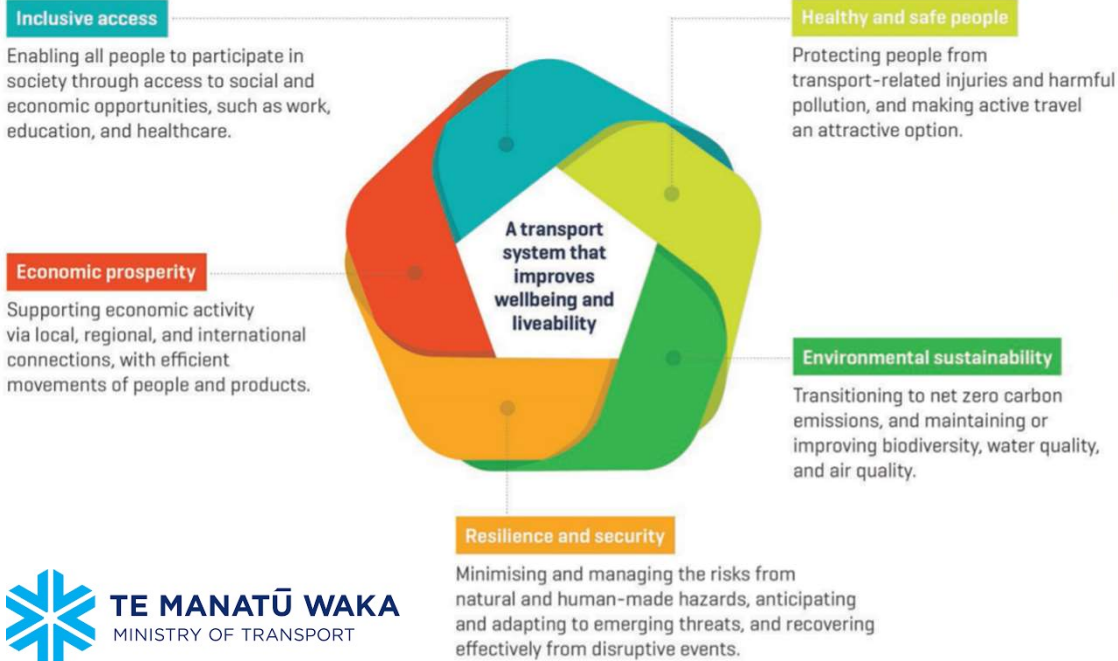 Inclusive access
Enabling all people to participate in
society through access to social and
economic opportunities, such as work,
education, and healthcare.
Healthy and safe people
Protecting people from
transport-related injuries and harmful
pollution, and making active travel
an attractive option.
A transport
system that
improves
wellbeing and
liveability
Economic prosperity
Supporting economic activity
via local, regional, and international
connections, with efficient
movements of people and products.
Environmental sustainability
Transitioning to net zero carbon
emissions, and maintaining or
improving biodiversity, water quality,
and air quality.
Resilience and security
Minimising and managing the risks from
natural and human-made hazards, anticipating
and adapting to emerging threats, and recovering
effectively from disruptive events.
TE MANATŪ WAKA
MINISTRY OF TRANSPORT